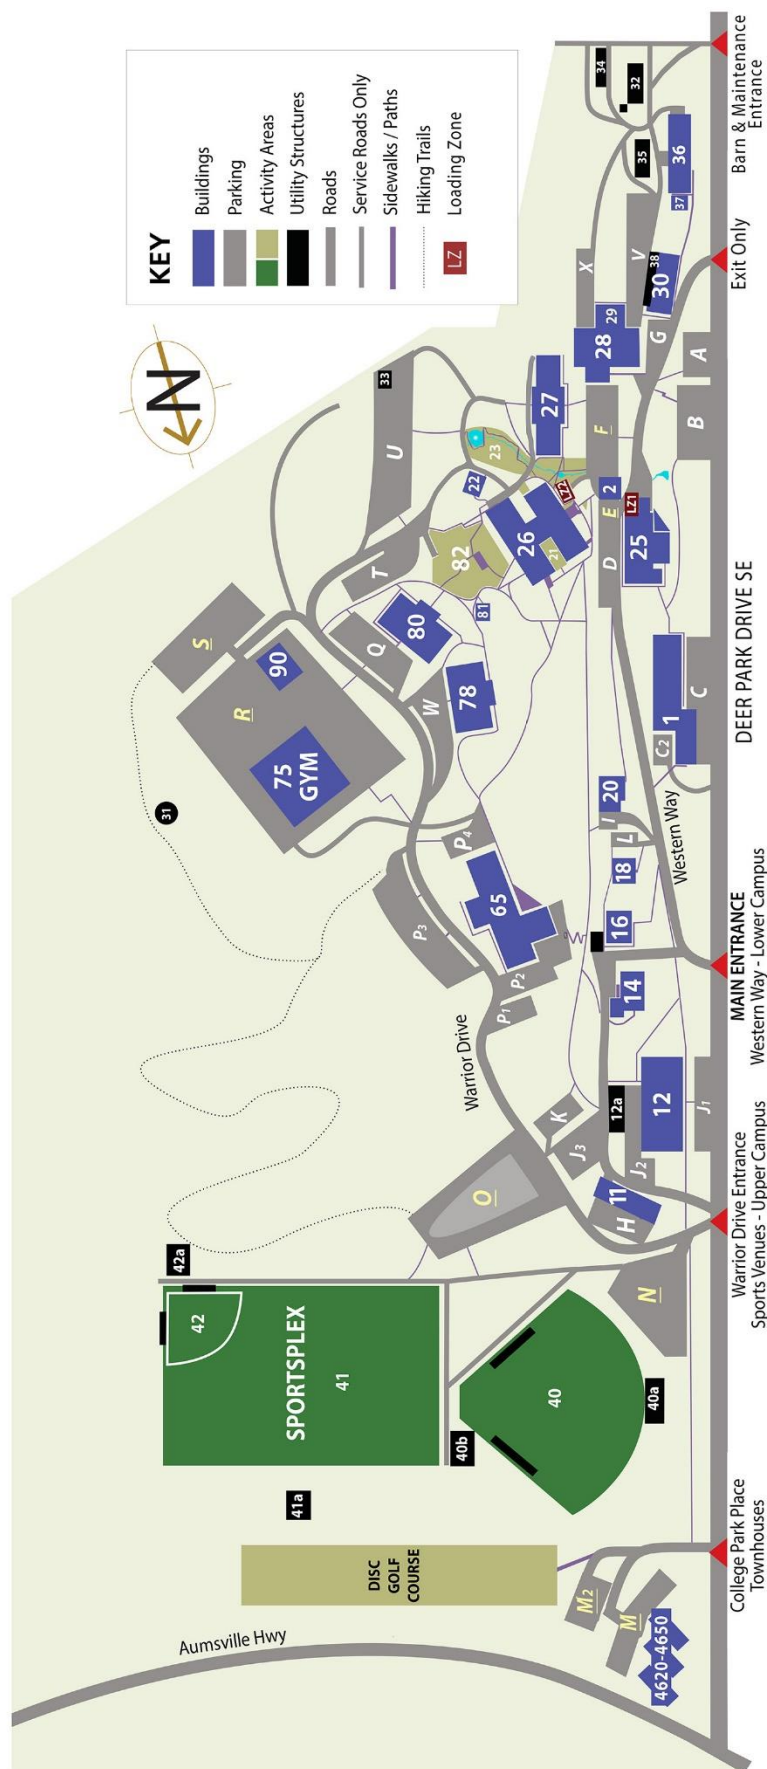 KEY
Buildings
Parking
Activity Areas
Utility Structures
Roads
Service Roads Only
Sidewalks / Paths
Hiking Trails
LZ Loading Zone
N
Aumsville Hwy
DISC
GOLF
COURSE
M2
M
4620-4650
College Park Place
Townhouses
41a
SPORTSPLEX
41
42
42a
40b
40
40a
N
O
Warrior Drive Entrance
Sports Venues - Upper Campus
H
11
J2
J3
K
12a
12
J1
Warrior Drive
P1
P2
P3
P4
65
14
16
18
L
I
20
MAIN ENTRANCE
Western Way - Lower Campus
Western Way
C2
1
C
DEER PARK DRIVE SE
31
75
GYM
R
90
S
W
78
Q
80
81
T
82
U
33
22
23
26
21
LZ2
27
D
E
2
25
LZ1
F
B
A
G
28
29
30
38
X
V
37
36
35
34
32
Exit Only
Barn & Maintenance
Entrance